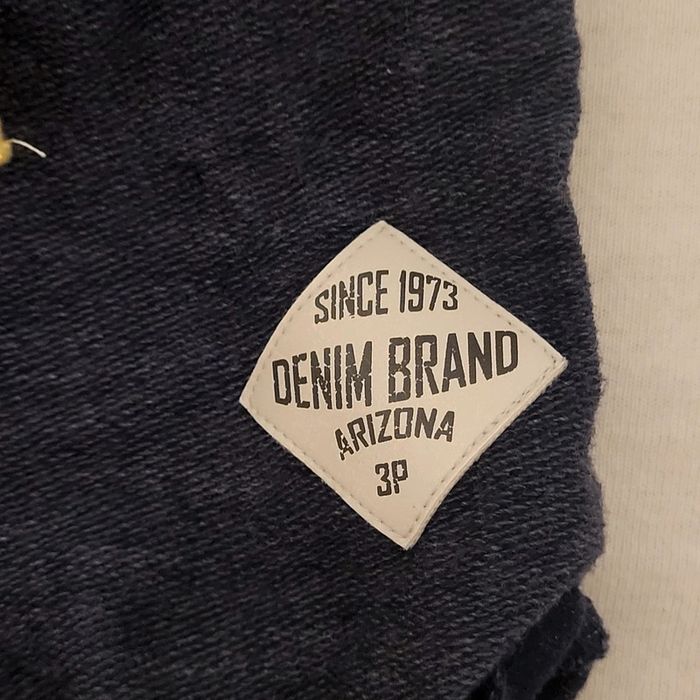 SINCE 1973
DENIM BRAND
ARIZONA
3P